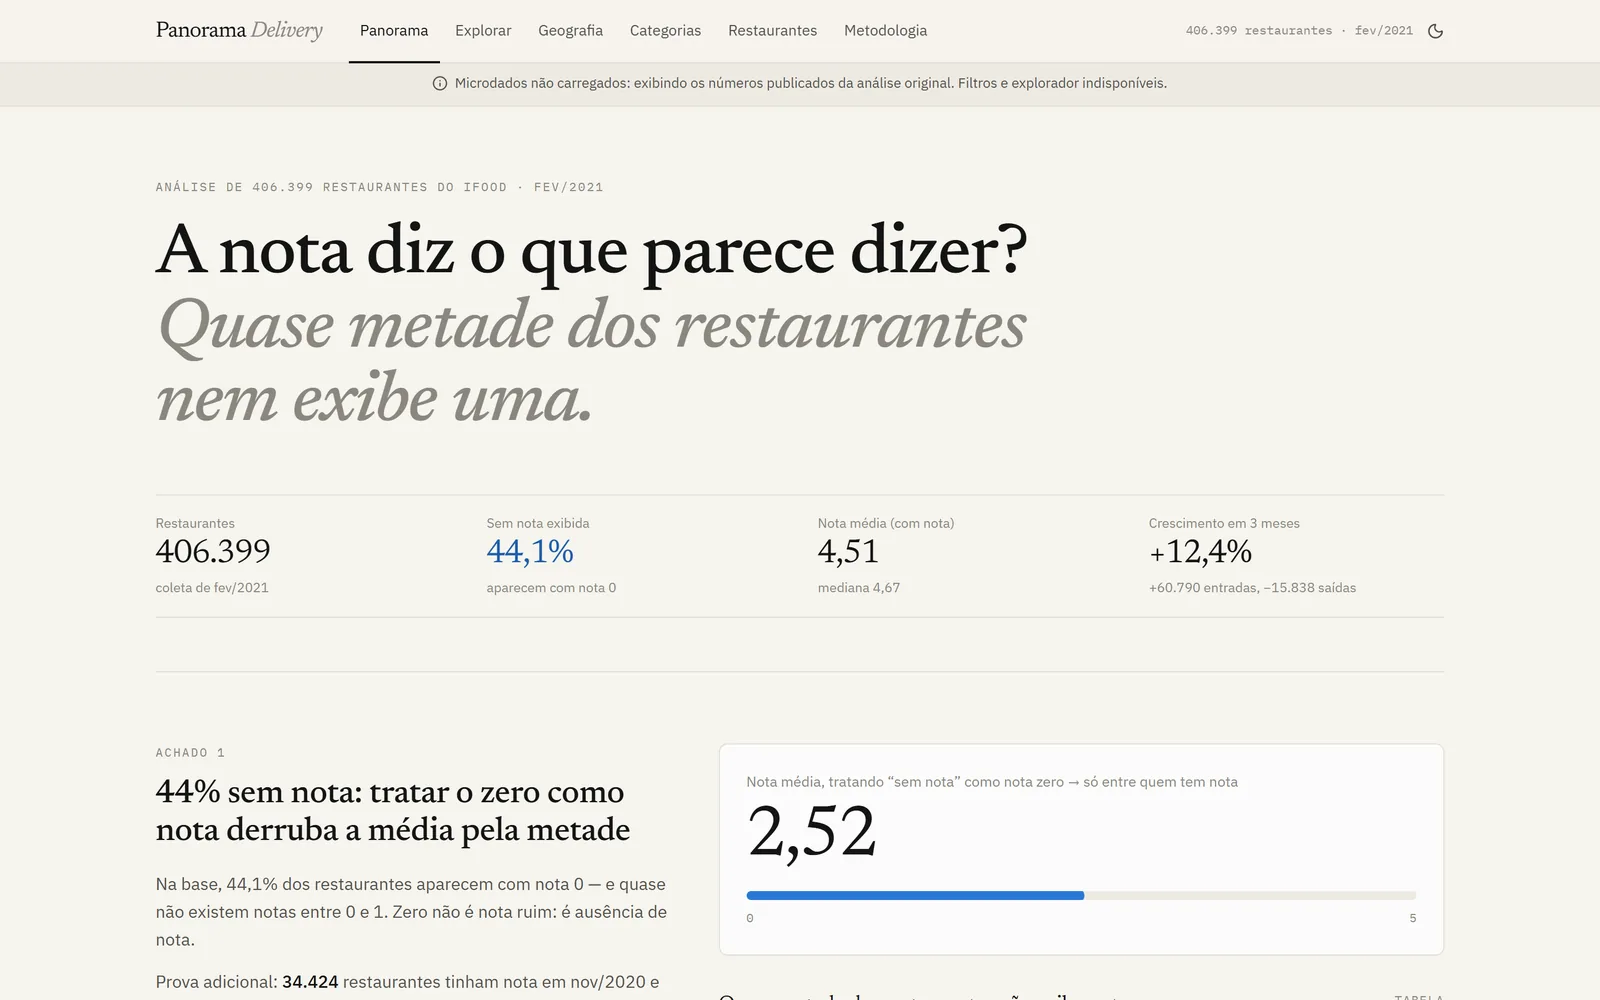 Panorama Delivery
Panorama
Explorar
Geografia
Categorias
Restaurantes
Metodologia
406.399 restaurantes · fev/2021
Microdados não carregados: exibindo os números publicados da análise original. Filtros e explorador indisponíveis.
ANÁLISE DE 406.399 RESTAURANTES DO IFOOD · FEV/2021
A nota diz o que parece dizer?
Quase metade dos restaurantes
nem exibe uma.
Restaurantes
406.399
coleta de fev/2021
Sem nota exibida
44,1%
aparecem com nota 0
Nota média (com nota)
4,51
mediana 4,67
Crescimento em 3 meses
+12,4%
+60.790 entradas, −15.838 saídas
ACHADO 1
44% sem nota: tratar o zero como
nota derruba a média pela metade
Na base, 44,1% dos restaurantes aparecem com nota 0 — e quase
não existem notas entre 0 e 1. Zero não é nota ruim: é ausência de
nota.
Prova adicional: 34.424 restaurantes tinham nota em nov/2020 e
Nota média, tratando “sem nota” como nota zero → só entre quem tem nota
2,52
0
5